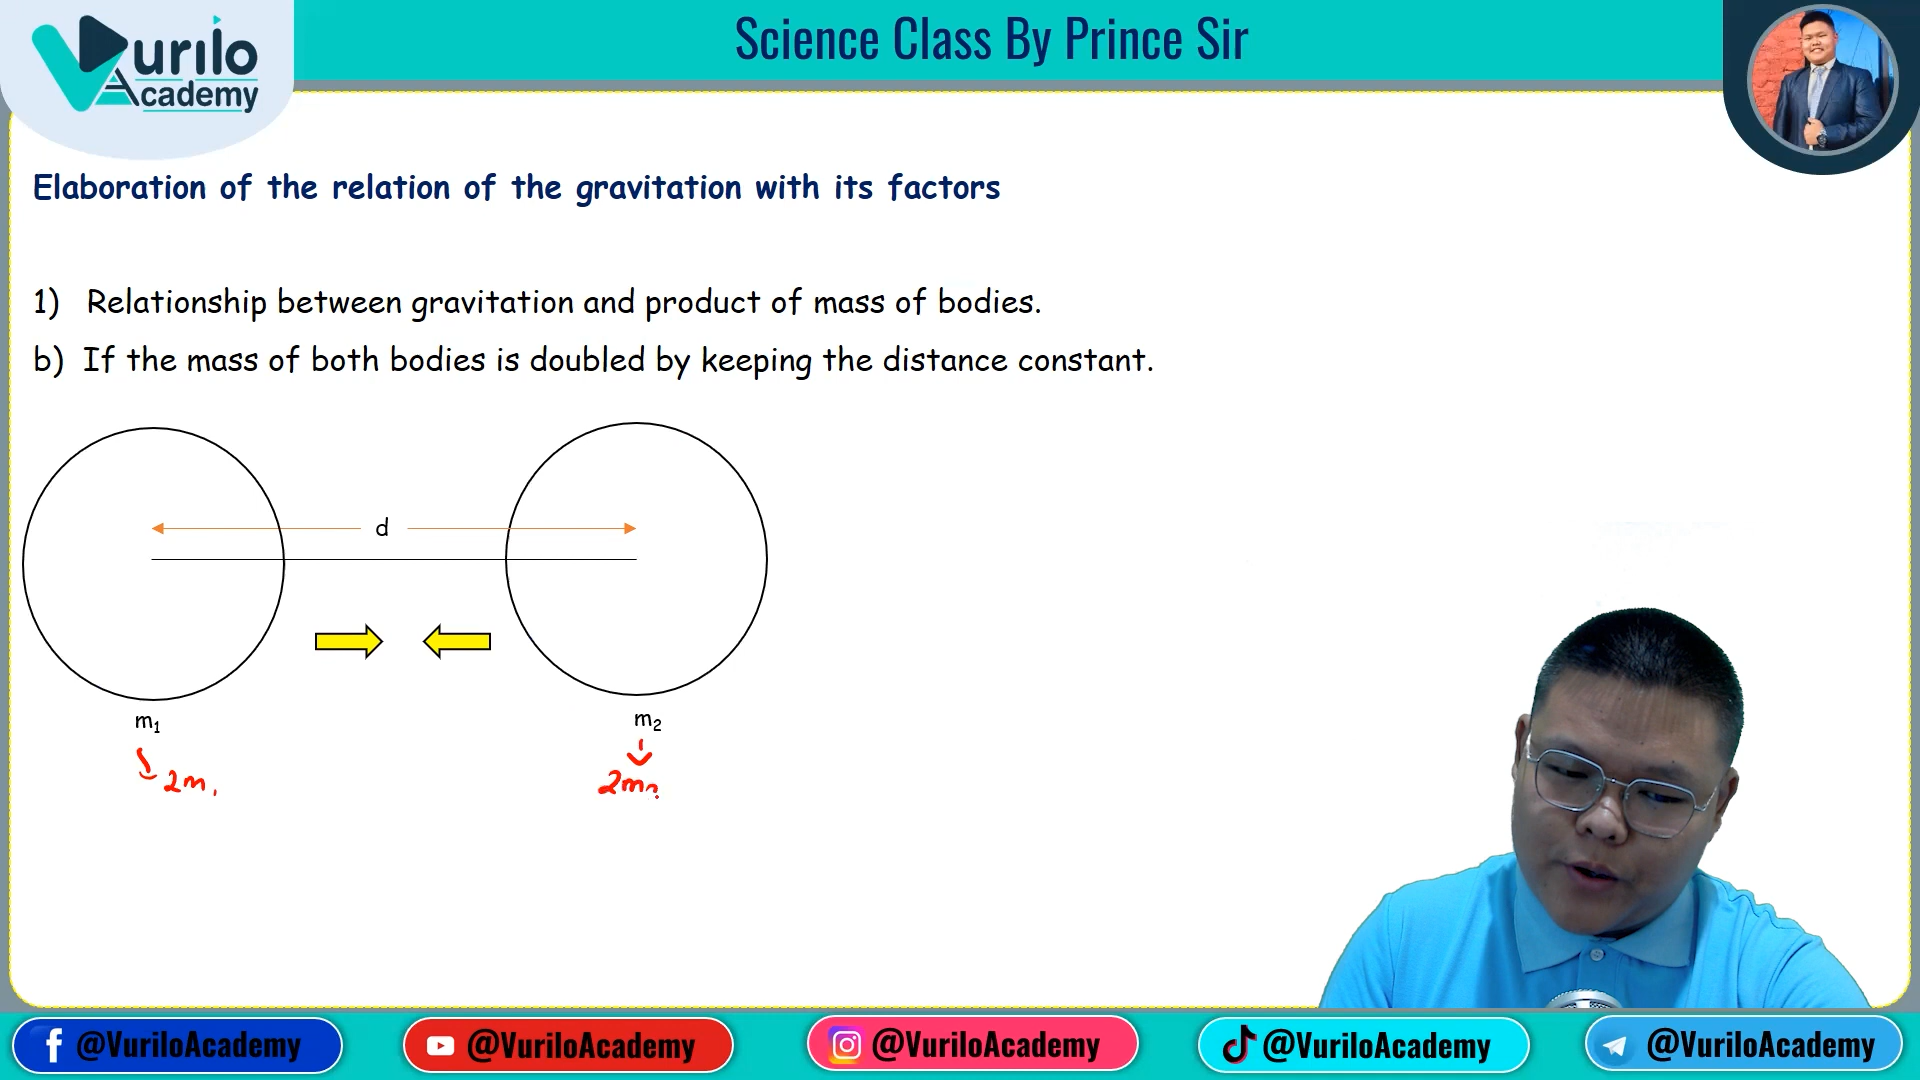 Vurilo
Academy
Science Class By Prince Sir
Elaboration of the relation of the gravitation with its factors
1) Relationship between gravitation and product of mass of bodies.
b) If the mass of both bodies is doubled by keeping the distance constant.
d
m₁
m₂
2m₁
2m₂
@VuriloAcademy
@VuriloAcademy
@VuriloAcademy
@VuriloAcademy
@VuriloAcademy